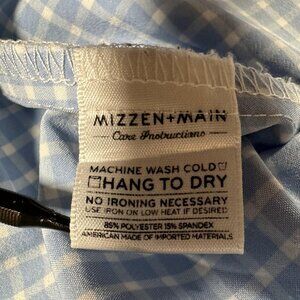 MIZZEN+MAIN
Care Instructions
MACHINE WASH COLD
HANG TO DRY
NO IRONING NECESSARY
USE IRON ON LOW HEAT IF DESIRED
85% POLYESTER 15% SPANDEX
AMERICAN MADE OF IMPORTED MATERIALS